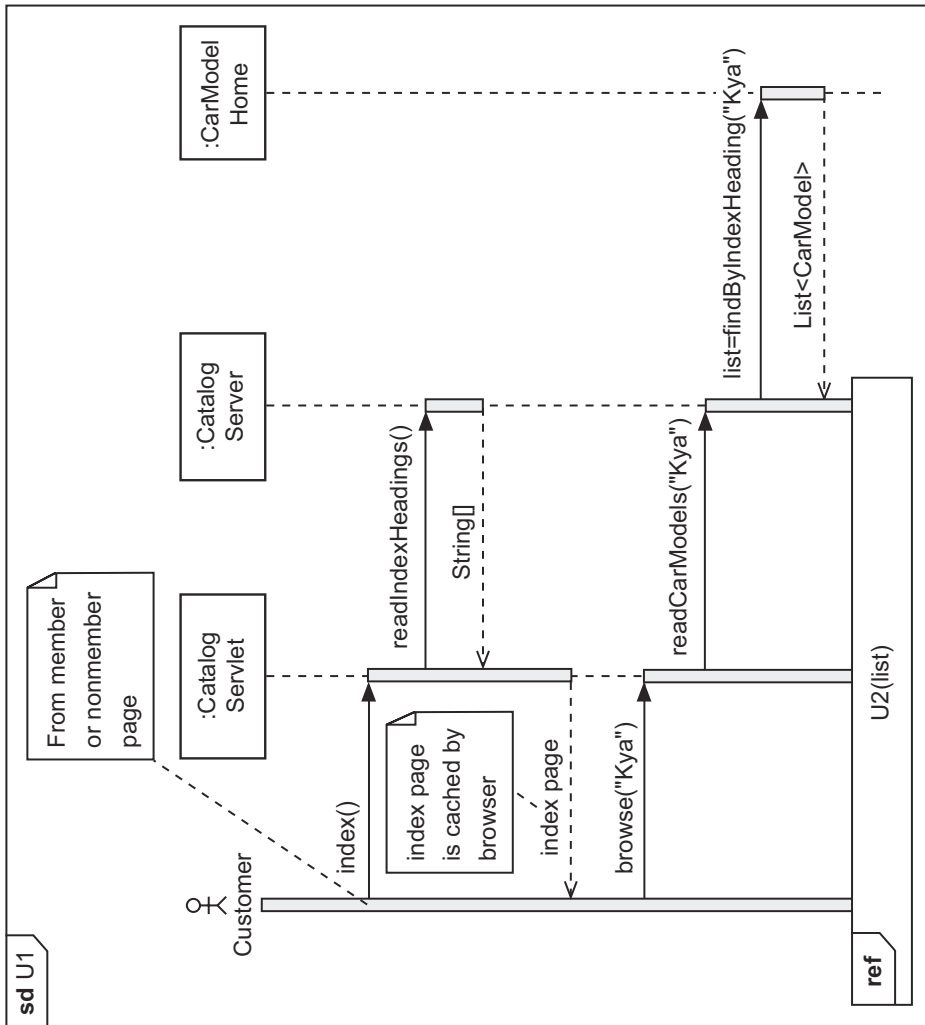 sd U1
From member
or nonmember
page
Customer
:Catalog
Servlet
:Catalog
Server
:CarModel
Home
index()
readIndexHeadings()
index page
is cached by
browser
String[]
index page
browse("Kya")
readCarModels("Kya")
list=findByIndexHeading("Kya")
List<CarModel>
ref
U2(list)